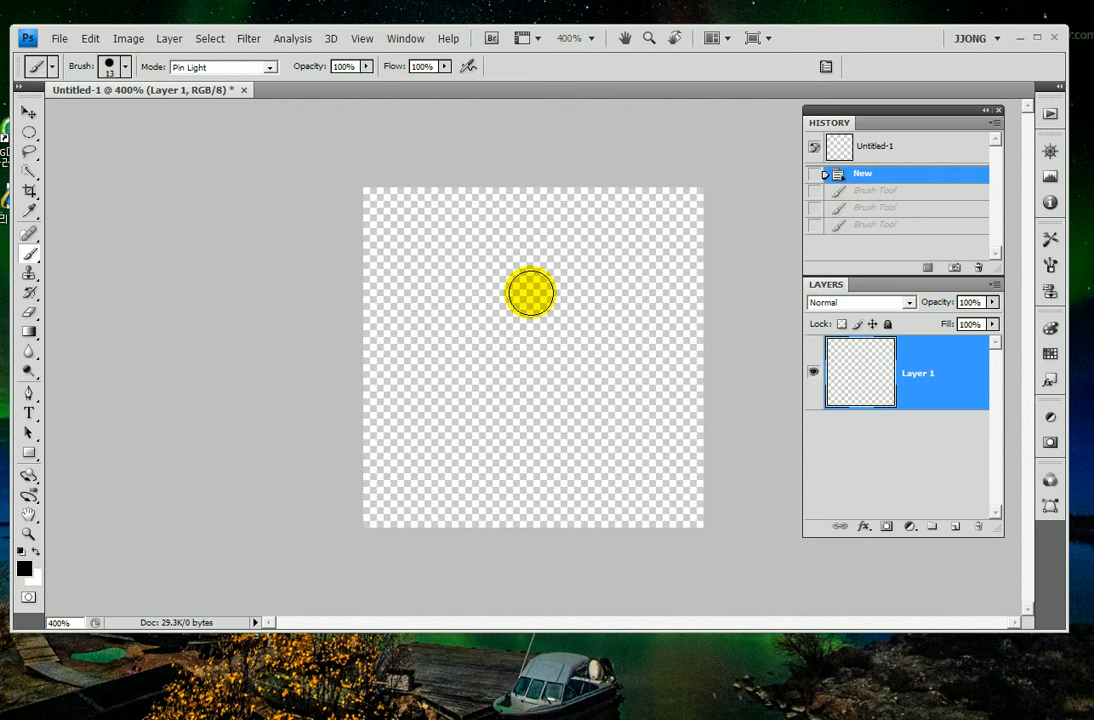 Ps File Edit Image Layer Select Filter Analysis 3D View Window Help Br 400% JJONG
Brush: 13 Mode: Pin Light Opacity: 100% Flow: 100%
Untitled-1 @ 400% (Layer 1, RGB/8) *
HISTORY
Untitled-1
New
Brush Tool
Brush Tool
Brush Tool
LAYERS
Normal Opacity: 100%
Lock: Fill: 100%
Layer 1
400% Doc: 29.3K/0 bytes